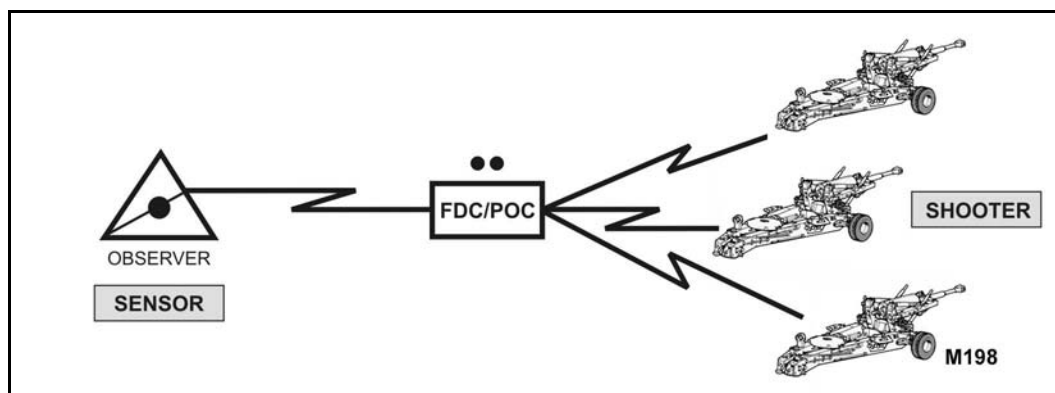 OBSERVER
SENSOR
FDC/POC
SHOOTER
M198